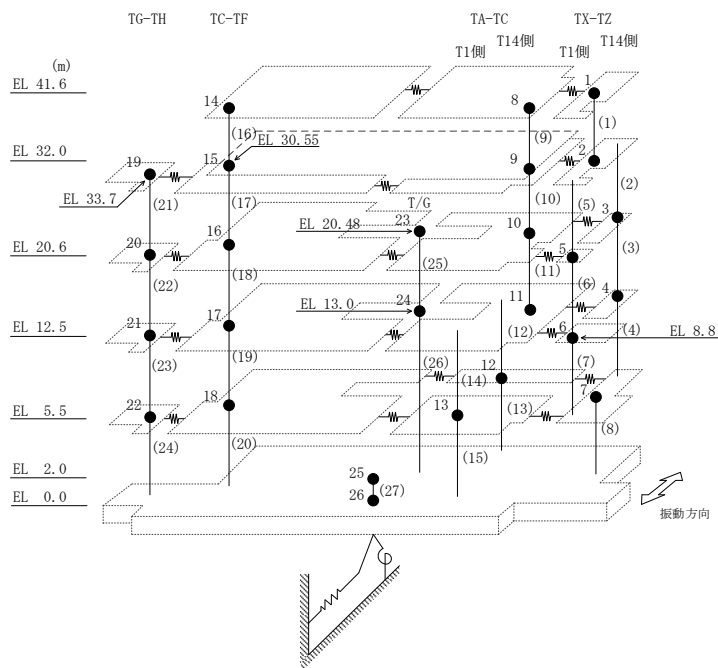 TG-TH TC-TF TA-TC TX-TZ
T1側 T14側 T1側 T14側
(m)
EL 41.6
14 8 1
(16) (9) (1)
EL 30.55
EL 32.0
19 15 9 2
EL 33.7
(21) (17) (10) (2)
T/G
EL 20.48 23 (5) 3
16 10
EL 20.6
20 5 (3)
(22) (18) (25) (11)
EL 13.0 24 (6) 4
17 11
EL 12.5
21 (12) 6 (4) EL 8.8
(23) (19) (26) 12 (7)
(14)
18 13 7
EL 5.5
22 (13)
(24) (20) (15) (8)
EL 2.0
25
EL 0.0
26 (27)
振動方向